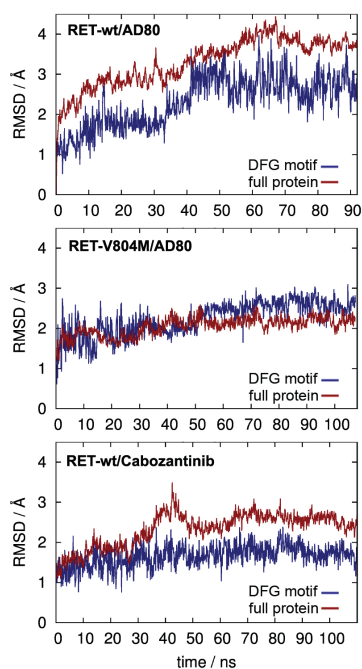 RET-wt/AD80
RMSD / Å
4
3
2
1
0
DFG motif
full protein
0 10 20 30 40 50 60 70 80 90
RET-V804M/AD80
RMSD / Å
4
3
2
1
0
DFG motif
full protein
0 10 20 30 40 50 60 70 80 90 100
RET-wt/Cabozantinib
RMSD / Å
4
3
2
1
0
DFG motif
full protein
0 10 20 30 40 50 60 70 80 90 100
time / ns